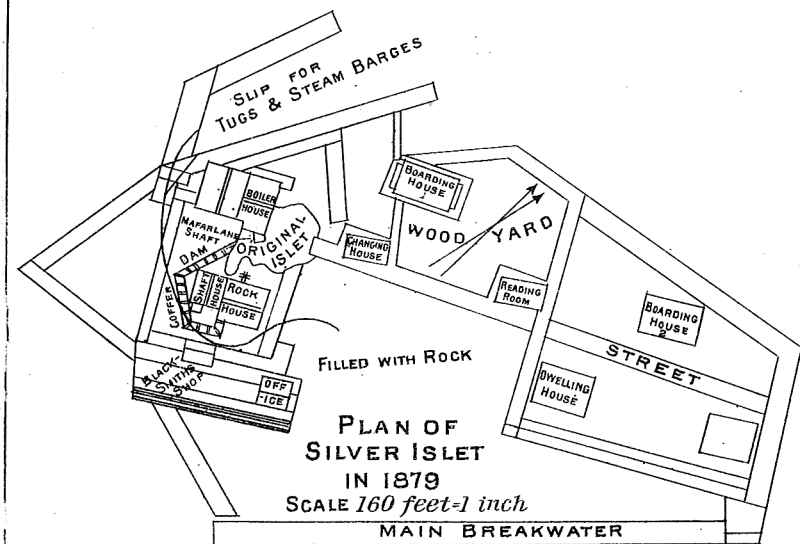 SLIP FOR
TUGS & STEAM BARGES
BOILER
HOUSE
BOARDING
HOUSE
1
MAFARLANE
SHAFT
ORIGINAL
ISLET
CHANGING
HOUSE
WOOD YARD
COFFER DAM
SHAFT
HOUSE
ROCK
HOUSE
READING
ROOM
BOARDING
HOUSE
2
STREET
BLACK-
SMITHS
SHOP
OFF
-ICE
FILLED WITH ROCK
DWELLING
HOUSE
PLAN OF
SILVER ISLET
IN 1879
SCALE 160 feet=1 inch
MAIN BREAKWATER